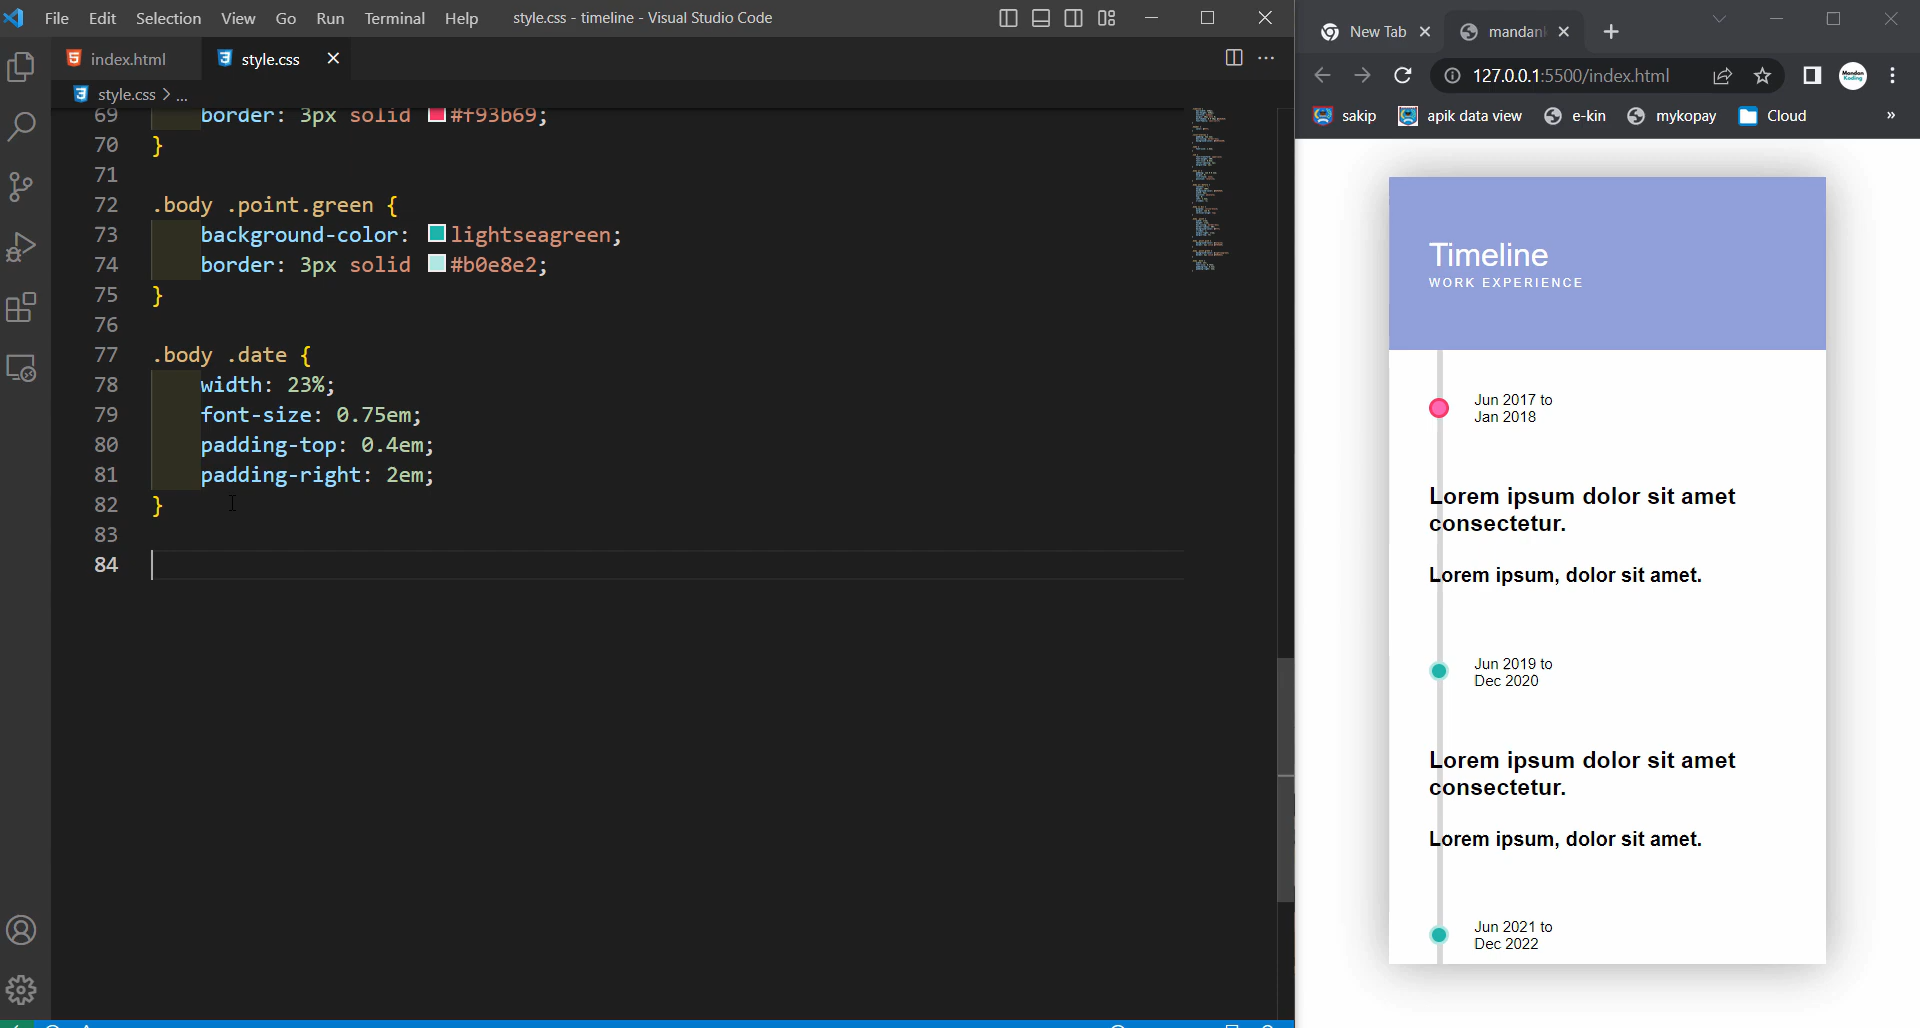 File Edit Selection View Go Run Terminal Help style.css - timeline - Visual Studio Code
index.html style.css
style.css > ...
69 border: 3px solid #f93b69;
70 }
71
72 .body .point.green {
73 background-color: lightseagreen;
74 border: 3px solid #b0e8e2;
75 }
76
77 .body .date {
78 width: 23%;
79 font-size: 0.75em;
80 padding-top: 0.4em;
81 padding-right: 2em;
82 }
83
84
New Tab mandank
127.0.0.1:5500/index.html
Mandan
Koding
sakip apik data view e-kin mykopay Cloud »
Timeline
WORK EXPERIENCE
Jun 2017 to
Jan 2018
Lorem ipsum dolor sit amet
consectetur.
Lorem ipsum, dolor sit amet.
Jun 2019 to
Dec 2020
Lorem ipsum dolor sit amet
consectetur.
Lorem ipsum, dolor sit amet.
Jun 2021 to
Dec 2022